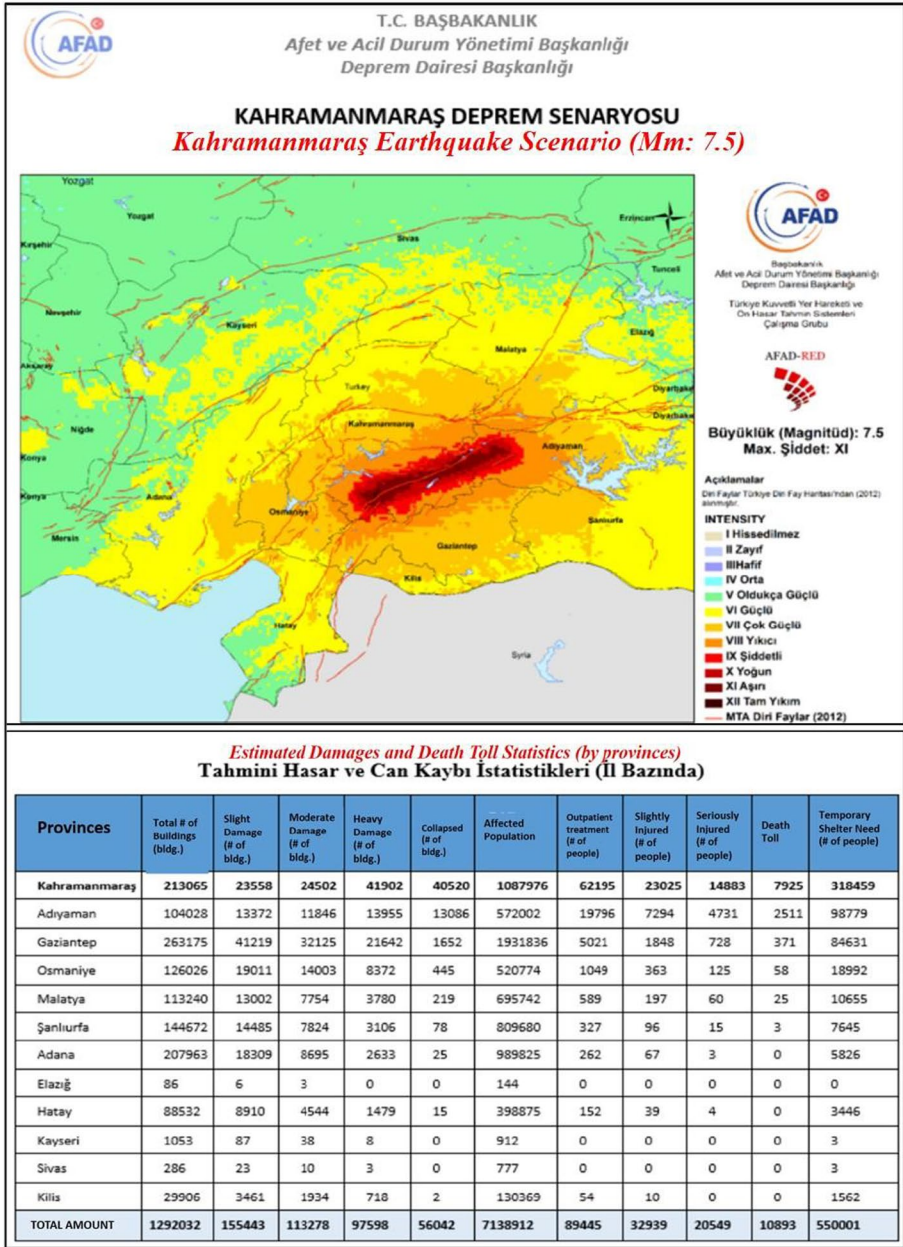 AFAD
T.C. BAŞBAKANLIK
Afet ve Acil Durum Yönetimi Başkanlığı
Deprem Dairesi Başkanlığı
KAHRAMANMARAŞ DEPREM SENARYOSU
Kahramanmaraş Earthquake Scenario (Mm: 7.5)
Yozgat
Yozgat
Kırşehir
Sivas
Erzincan
Tunceli
Nevşehir
Kayseri
Elazığ
Malatya
Aksaray
Turkey
Diyarbakır
Diyarbakır
Niğde
Kahramanmaraş
Adıyaman
Konya
Konya
Adana
Osmaniye
Şanlıurfa
Mersin
Gaziantep
Kilis
Hatay
Syria
AFAD
Başbakanlık
Afet ve Acil Durum Yönetimi Başkanlığı
Deprem Dairesi Başkanlığı
Türkiye Kuvvetli Yer Hareketi ve
Ön Hasar Tahmin Sistemleri
Çalışma Grubu
AFAD-RED
Büyüklük (Magnitüd): 7.5
Max. Şiddet: XI
Açıklamalar
Diri Faylar Türkiye Diri Fay Haritası'ndan (2012)
alınmıştır.
INTENSITY
I Hissedilmez
II Zayıf
IIIHafif
IV Orta
V Oldukça Güçlü
VI Güçlü
VII Çok Güçlü
VIII Yıkıcı
IX Şiddetli
X Yoğun
XI Aşırı
XII Tam Yıkım
MTA Diri Faylar (2012)
Estimated Damages and Death Toll Statistics (by provinces)
Tahmini Hasar ve Can Kaybı İstatistikleri (İl Bazında)
Provinces Total # of Buildings (bldg.) Slight Damage (# of bldg.) Moderate Damage (# of bldg.) Heavy Damage (# of bldg.) Collapsed (# of bldg.) Affected Population Outpatient treatment (# of people) Slightly Injured (# of people) Seriously Injured (# of people) Death Toll Temporary Shelter Need (# of people)
Kahramanmaraş 213065 23558 24502 41902 40520 1087976 62195 23025 14883 7925 318459
Adıyaman 104028 13372 11846 13955 13086 572002 19796 7294 4731 2511 98779
Gaziantep 263175 41219 32125 21642 1652 1931836 5021 1848 728 371 84631
Osmaniye 126026 19011 14003 8372 445 520774 1049 363 125 58 18992
Malatya 113240 13002 7754 3780 219 695742 589 197 60 25 10655
Şanlıurfa 144672 14485 7824 3106 78 809680 327 96 15 3 7645
Adana 207963 18309 8695 2633 25 989825 262 67 3 0 5826
Elazığ 86 6 3 0 0 144 0 0 0 0 0
Hatay 88532 8910 4544 1479 15 398875 152 39 4 0 3446
Kayseri 1053 87 38 8 0 912 0 0 0 0 3
Sivas 286 23 10 3 0 777 0 0 0 0 3
Kilis 29906 3461 1934 718 2 130369 54 10 0 0 1562
TOTAL AMOUNT 1292032 155443 113278 97598 56042 7138912 89445 32939 20549 10893 550001